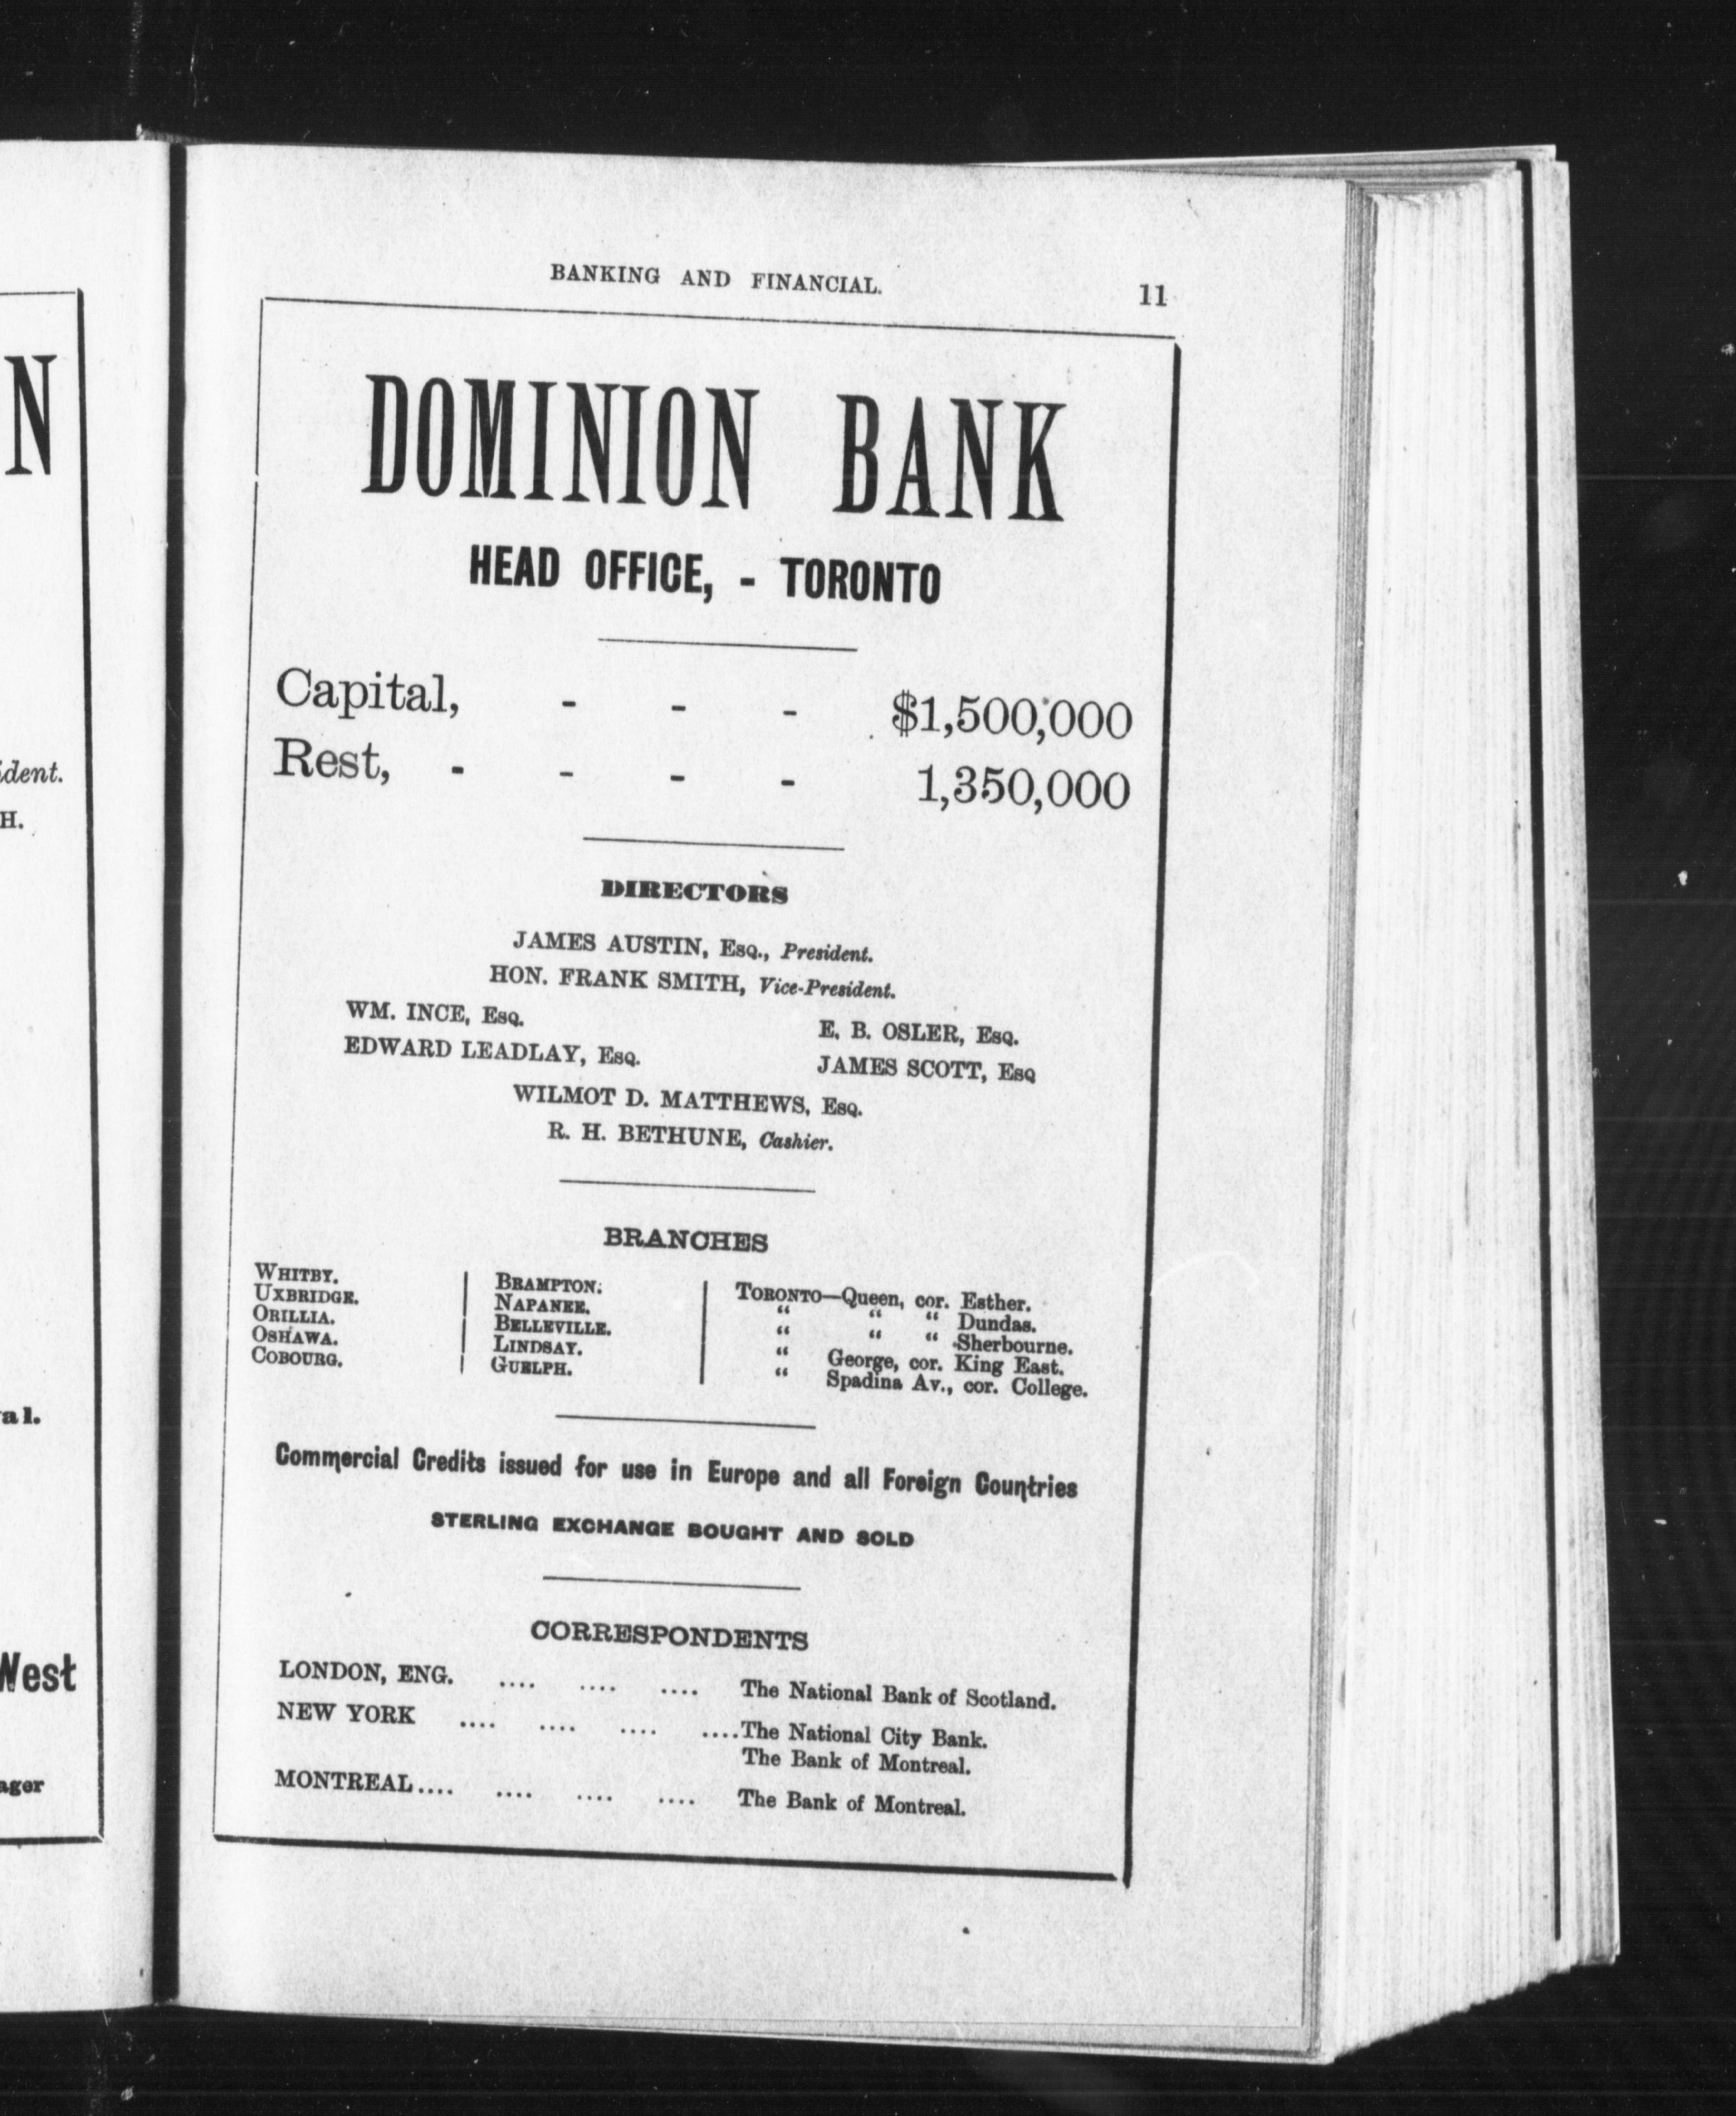 BANKING AND FINANCIAL.
11
DOMINION BANK
HEAD OFFICE, - TORONTO
Capital, - - - $1,500,000
Rest, - - - - 1,350,000
DIRECTORS
JAMES AUSTIN, ESQ., President.
HON. FRANK SMITH, Vice-President.
WM. INCE, ESQ. E. B. OSLER, ESQ.
EDWARD LEADLAY, ESQ. JAMES SCOTT, ESQ
WILMOT D. MATTHEWS, ESQ.
R. H. BETHUNE, Cashier.
BRANCHES
WHITBY.
UXBRIDGE.
ORILLIA.
OSHAWA.
COBOURG.
BRAMPTON.
NAPANEE.
BELLEVILLE.
LINDSAY.
GUELPH.
TORONTO—Queen, cor. Esther.
“ “ “ Dundas.
“ “ “ Sherbourne.
“ George, cor. King East.
“ Spadina Av., cor. College.
Commercial Credits issued for use in Europe and all Foreign Countries
STERLING EXCHANGE BOUGHT AND SOLD
CORRESPONDENTS
LONDON, ENG. .... .... .... The National Bank of Scotland.
NEW YORK .... .... .... ....The National City Bank.
The Bank of Montreal.
MONTREAL.... .... .... .... The Bank of Montreal.
N
ident.
H.
al.
West
ager